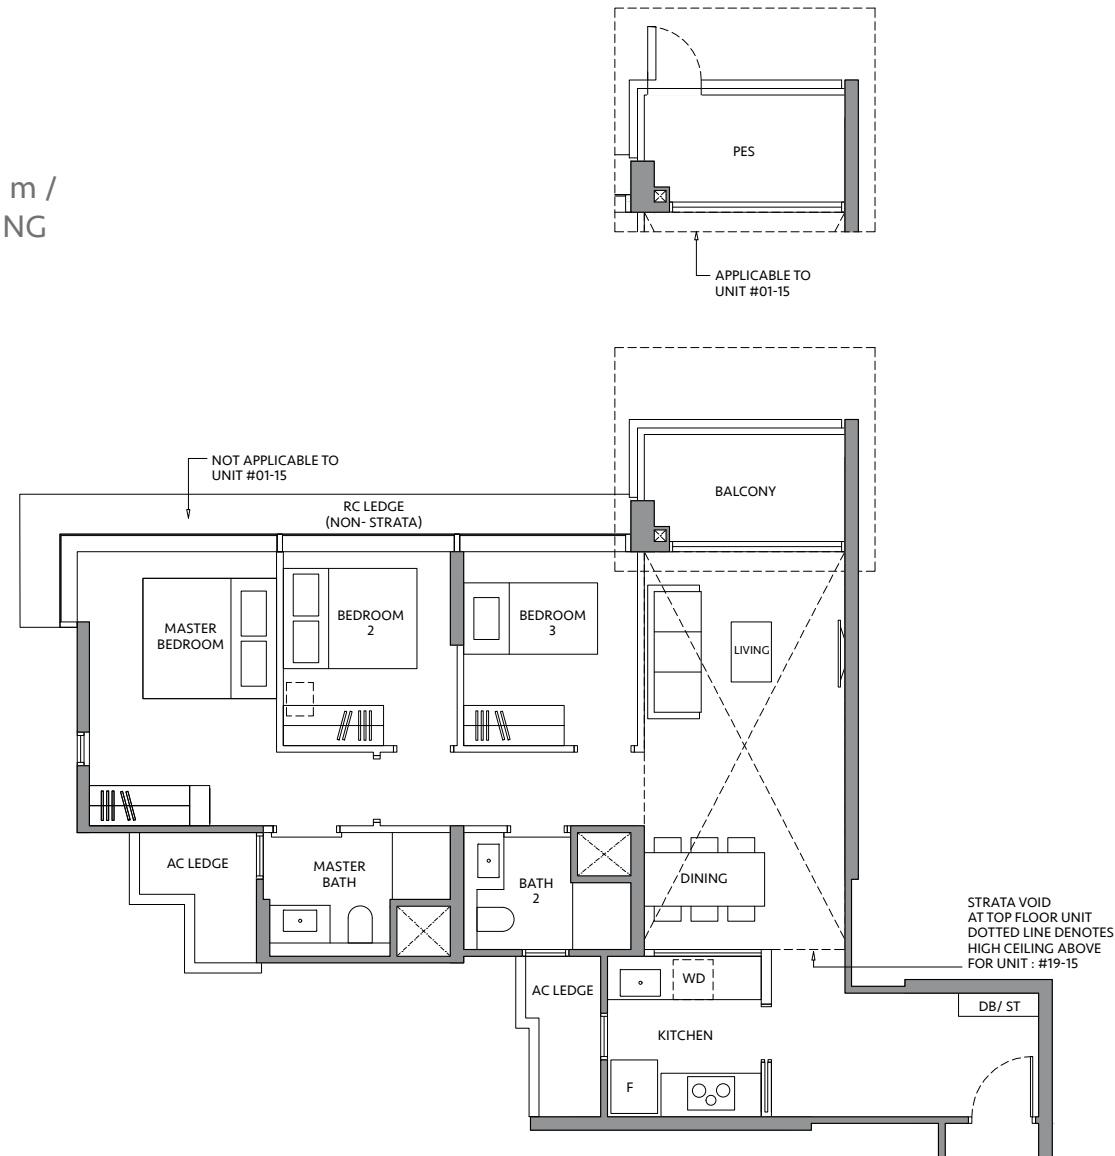 m /
NG
PES
APPLICABLE TO
UNIT #01-15
NOT APPLICABLE TO
UNIT #01-15
RC LEDGE
(NON- STRATA)
BALCONY
MASTER
BEDROOM
BEDROOM
2
BEDROOM
3
LIVING
AC LEDGE
MASTER
BATH
BATH
2
DINING
STRATA VOID
AT TOP FLOOR UNIT
DOTTED LINE DENOTES
HIGH CEILING ABOVE
FOR UNIT : #19-15
AC LEDGE
WD
DB/ ST
KITCHEN
F